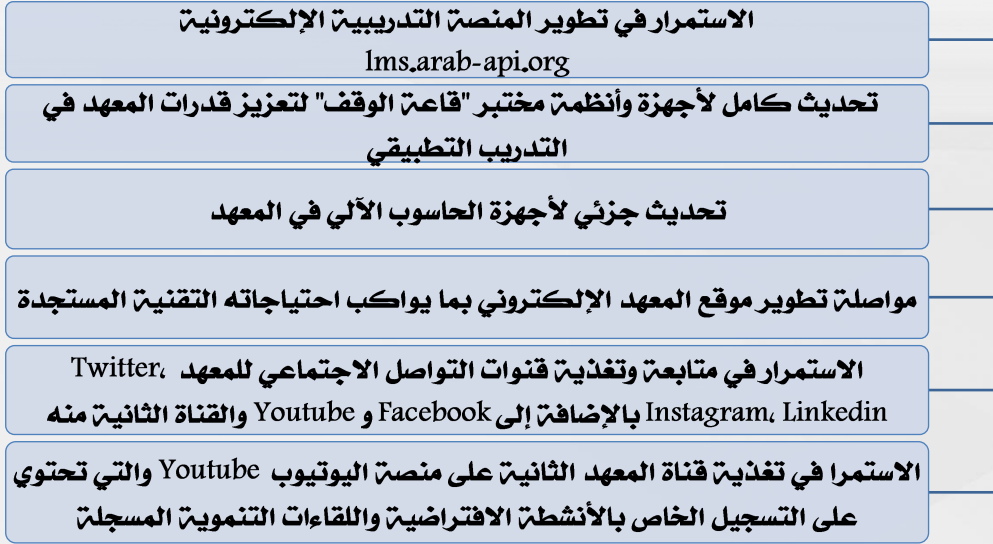 الاستمرار في تطوير المنصة التدريبية الإلكترونية
lms.arab-api.org
تحديث كامل لأجهزة وأنظمة مختبر "قاعة الوقف" لتعزيز قدرات المعهد في
التدريب التطبيقي
تحديث جزئي لأجهزة الحاسوب الآلي في المعهد
مواصلة تطوير موقع المعهد الإلكتروني بما يواكب احتياجاته التقنية المستجدة
الاستمرار في متابعة وتغذية قنوات التواصل الاجتماعي للمعهد Twitter،
Instagram، Linkedin بالإضافة إلى Facebook و Youtube والقناة الثانية منه
الاستمرا في تغذية قناة المعهد الثانية على منصة اليوتيوب Youtube والتي تحتوي
على التسجيل الخاص بالأنشطة الافتراضية واللقاءات التنموية المسجلة